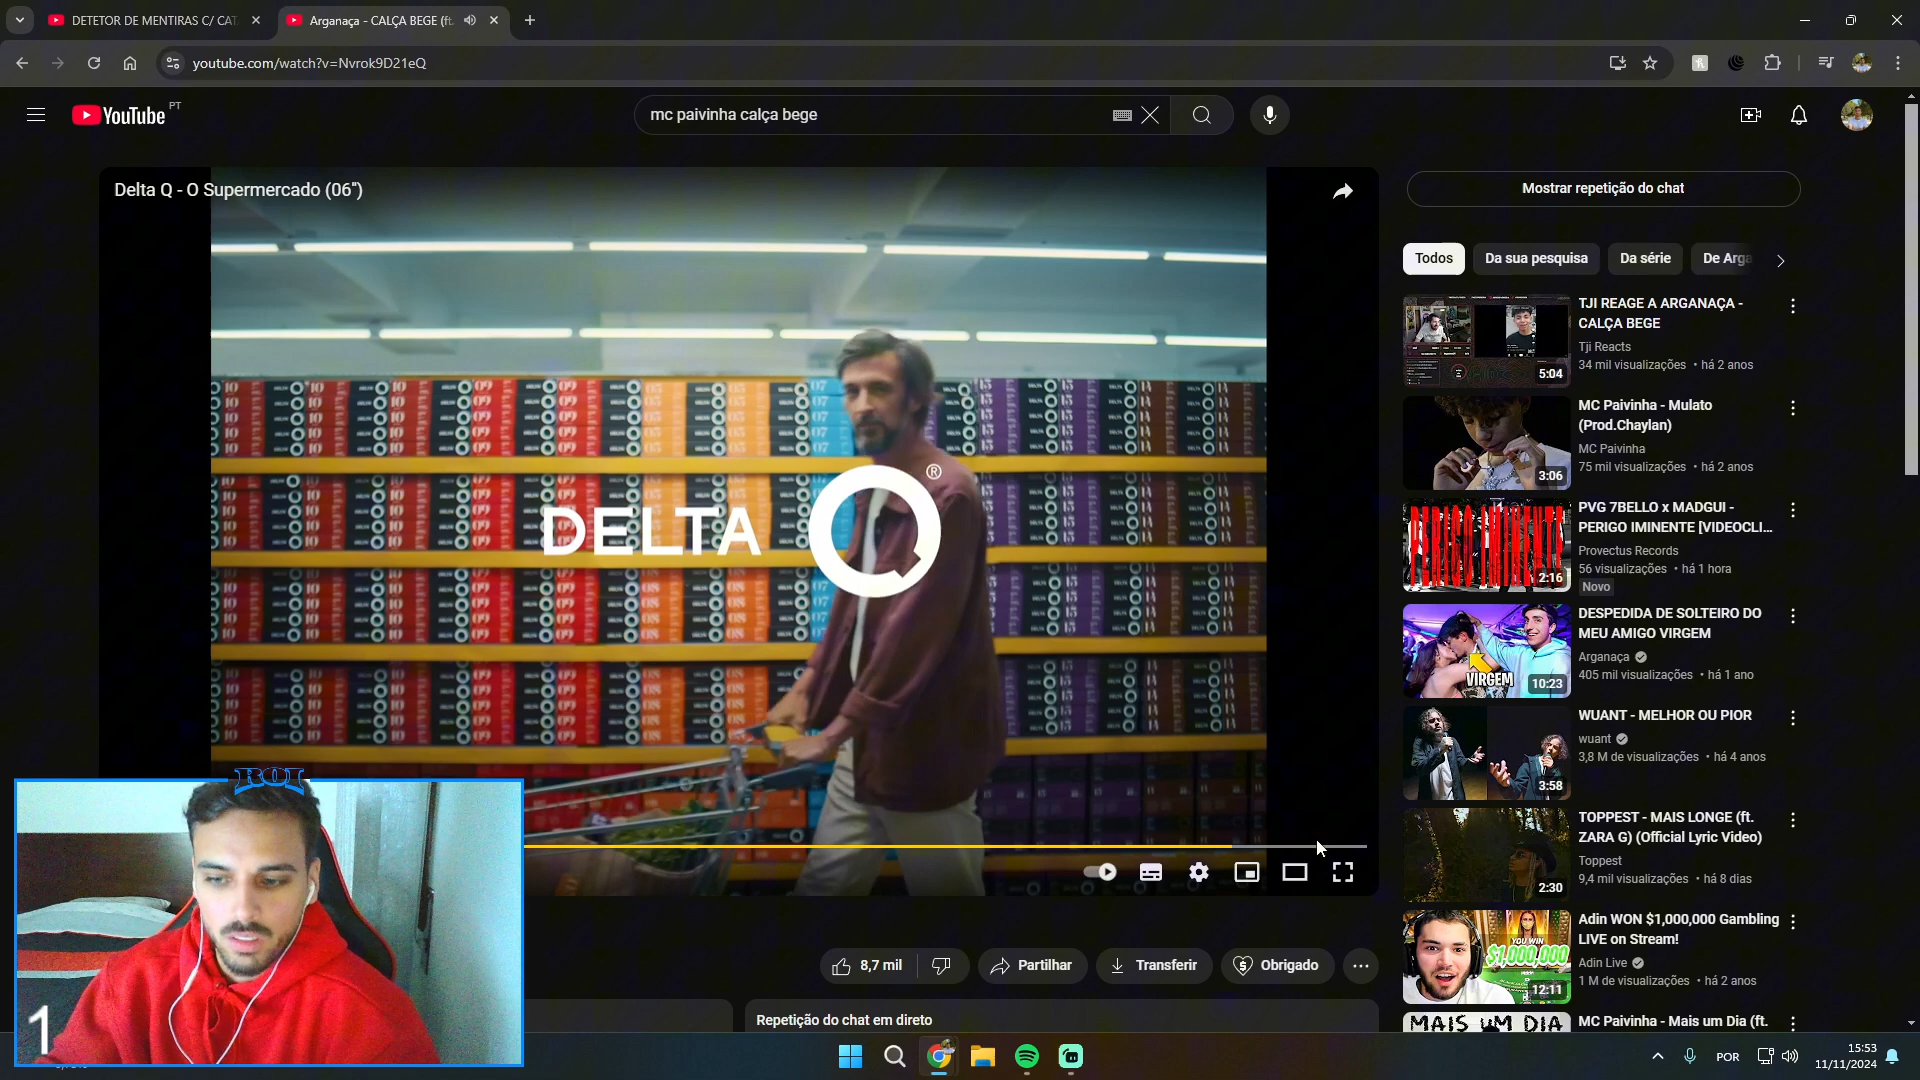 DETETOR DE MENTIRAS C/ CAT
Arganaça - CALÇA BEGE (ft.
youtube.com/watch?v=Nvrok9D21eQ
YouTube
PT
mc paivinha calça bege
Delta Q - O Supermercado (06")
DELTA Q
®
Mostrar repetição do chat
Todos
Da sua pesquisa
Da série
De Arga
TJI REAGE A ARGANAÇA -
CALÇA BEGE
Tji Reacts
34 mil visualizações • há 2 anos
5:04
MC Paivinha - Mulato
(Prod.Chaylan)
MC Paivinha
75 mil visualizações • há 2 anos
3:06
PVG 7BELLO x MADGUI -
PERIGO IMINENTE [VIDEOCLI...
Provectus Records
56 visualizações • há 1 hora
Novo
2:16
DESPEDIDA DE SOLTEIRO DO
MEU AMIGO VIRGEM
Arganaça
405 mil visualizações • há 1 ano
VIRGEM
10:23
WUANT - MELHOR OU PIOR
wuant
3,8 M de visualizações • há 4 anos
3:58
TOPPEST - MAIS LONGE (ft.
ZARA G) (Official Lyric Video)
Toppest
9,4 mil visualizações • há 8 dias
2:30
Adin WON $1,000,000 Gambling
LIVE on Stream!
Adin Live
1 M de visualizações • há 2 anos
YOU WIN
$1,000,000
12:11
MAIS UM DIA
MC Paivinha - Mais um Dia (ft.
ROI
1
8,7 mil
Partilhar
Transferir
Obrigado
Repetição do chat em direto
POR
15:53
11/11/2024